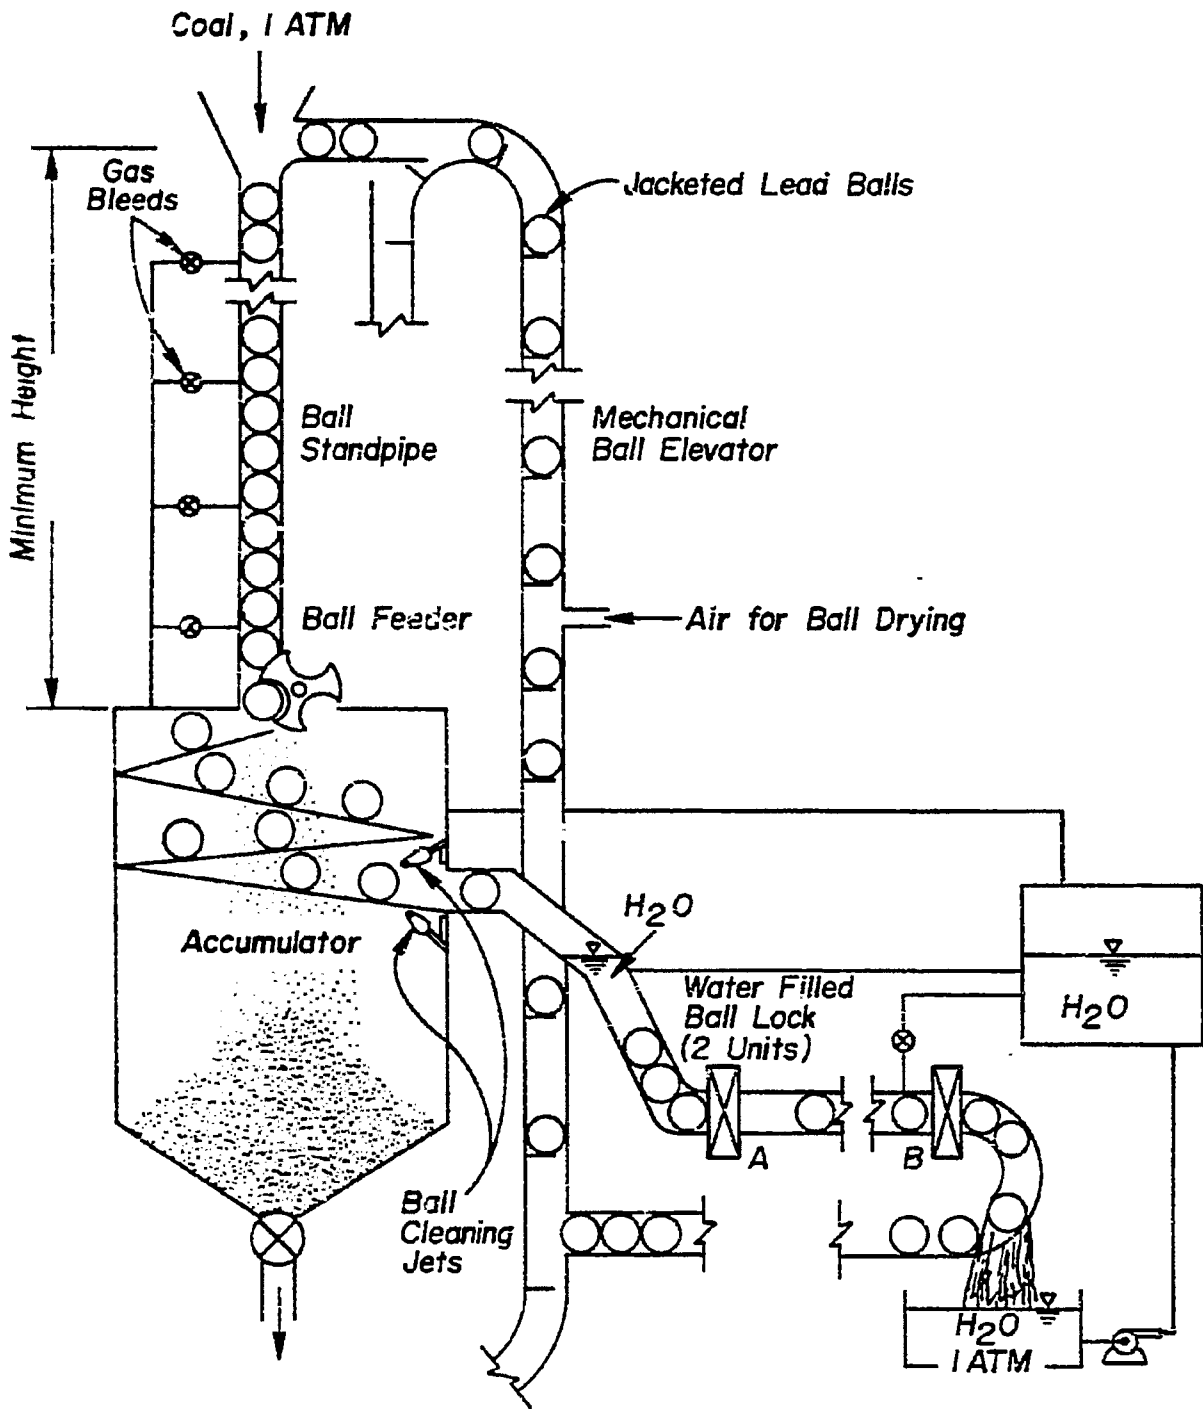 Coal, 1 ATM
Gas
Bleeds
Jacketed Lead Balls
Minimum Height
Ball
Standpipe
Mechanical
Ball Elevator
Ball Feeder
Air for Ball Drying
H2O
Accumulator
Water Filled
Ball Lock
(2 Units)
H2O
A
B
Ball
Cleaning
Jets
H2O
1 ATM